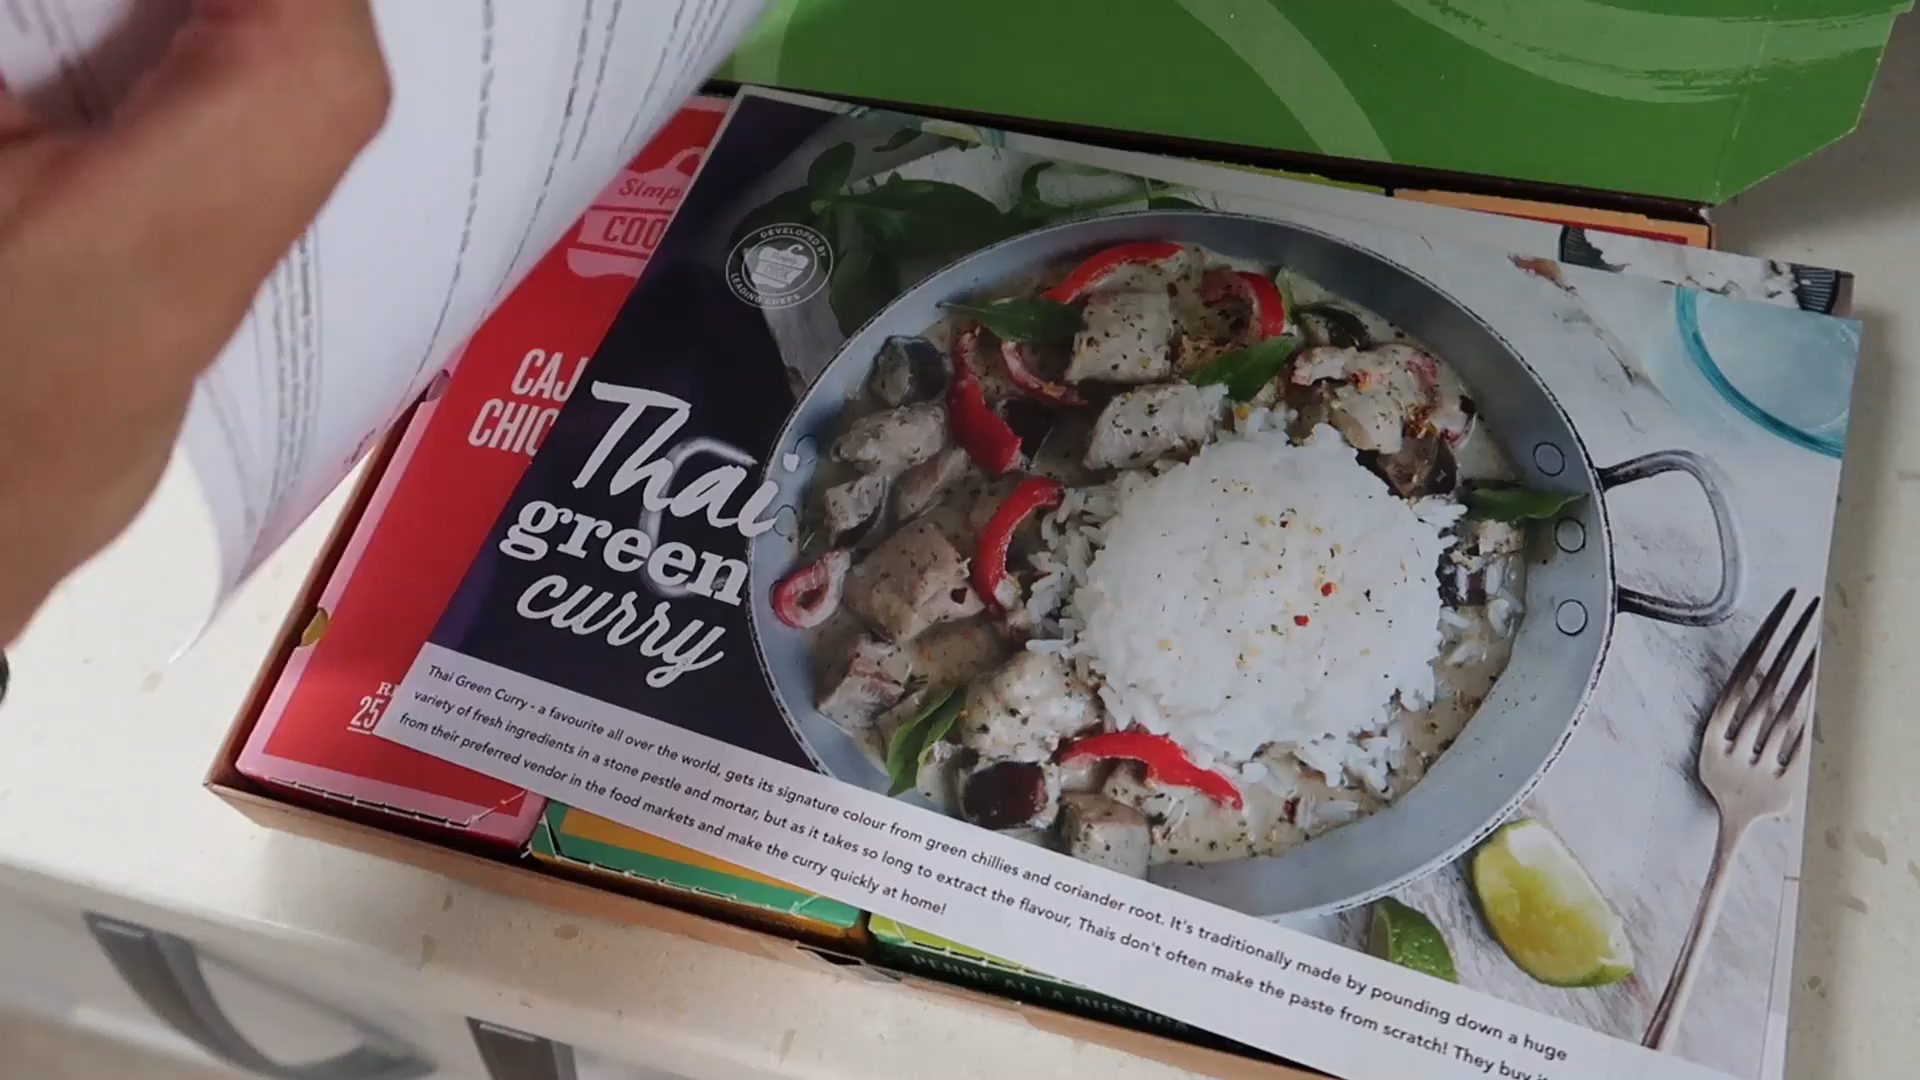 Simp
COO
CAJ
CHIC
25
DEVELOPED BY
Simply
COOK
LEADING CHEFS
Thai
green
curry
Thai Green Curry - a favourite all over the world, gets its signature colour from green chillies and coriander root. It's traditionally made by pounding down a huge
variety of fresh ingredients in a stone pestle and mortar, but as it takes so long to extract the flavour, Thais don't often make the paste from scratch! They buy
from their preferred vendor in the food markets and make the curry quickly at home!
PENNE ALLA RUSTICA